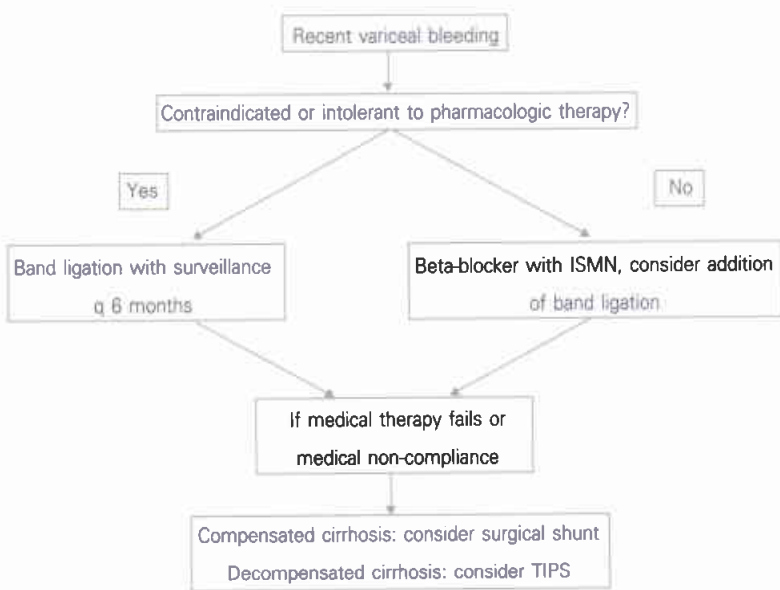 Recent variceal bleeding
Contraindicated or intolerant to pharmacologic therapy?
Yes
No
Band ligation with surveillance
q 6 months
Beta-blocker with ISMN, consider addition
of band ligation
If medical therapy fails or
medical non-compliance
Compensated cirrhosis: consider surgical shunt
Decompensated cirrhosis: consider TIPS